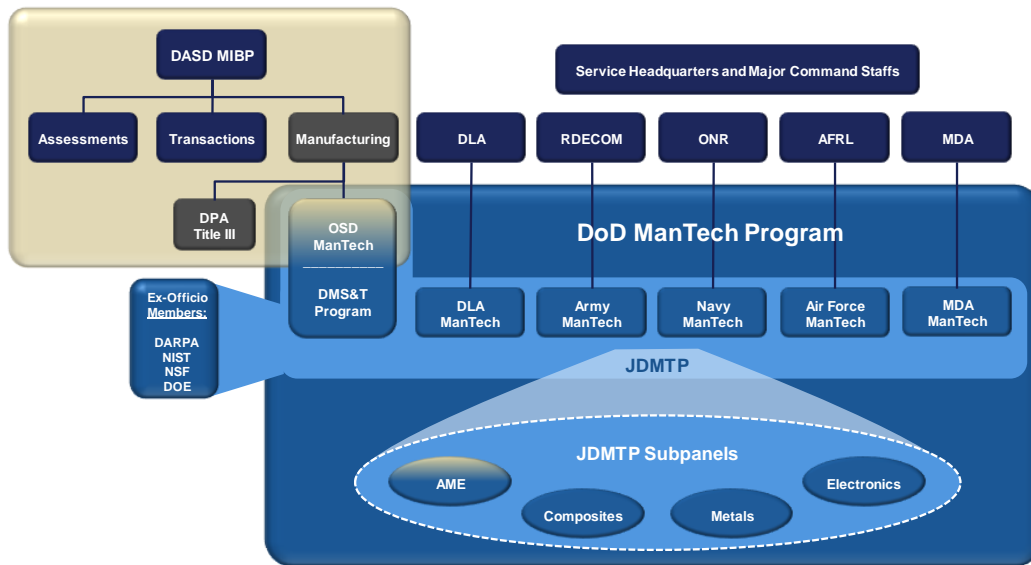 DASD MIBP
Service Headquarters and Major Command Staffs
Assessments
Transactions
Manufacturing
DLA
RDECOM
ONR
AFRL
MDA
DPA
Title III
OSD
ManTech
DMS&T
Program
DoD ManTech Program
Ex-Officio
Members:
DARPA
NIST
NSF
DOE
DLA
ManTech
Army
ManTech
Navy
ManTech
Air Force
ManTech
MDA
ManTech
JDMTP
JDMTP Subpanels
AME
Composites
Metals
Electronics